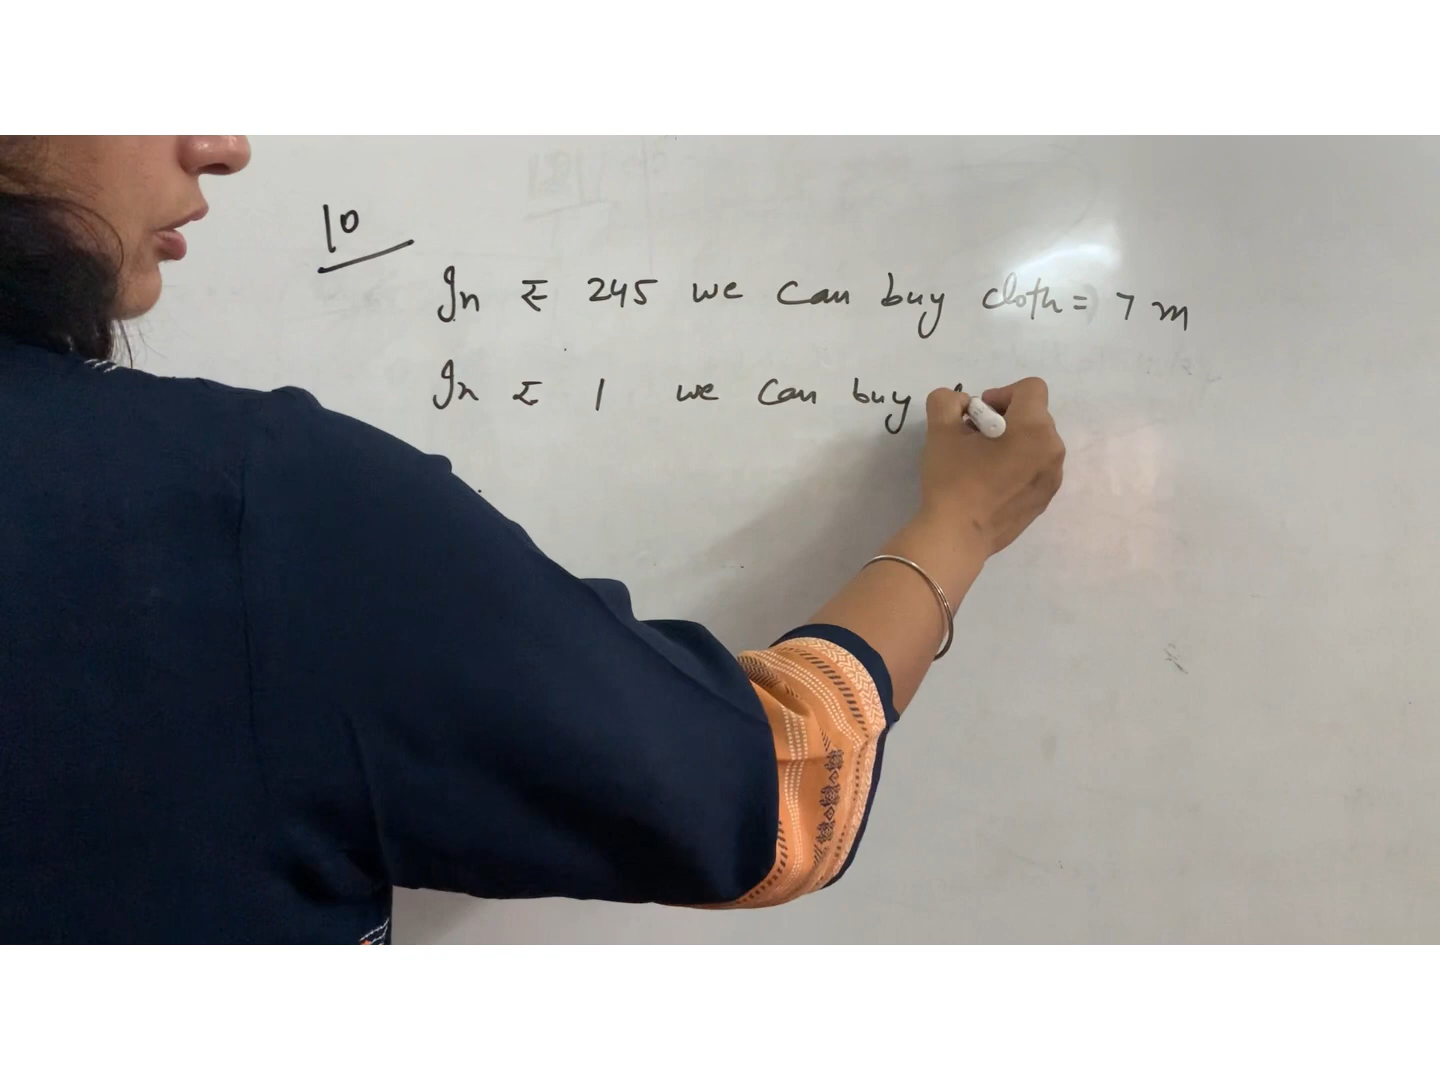 10
In ₹ 245 we can buy cloth = 7 m
In ₹ 1 we can buy